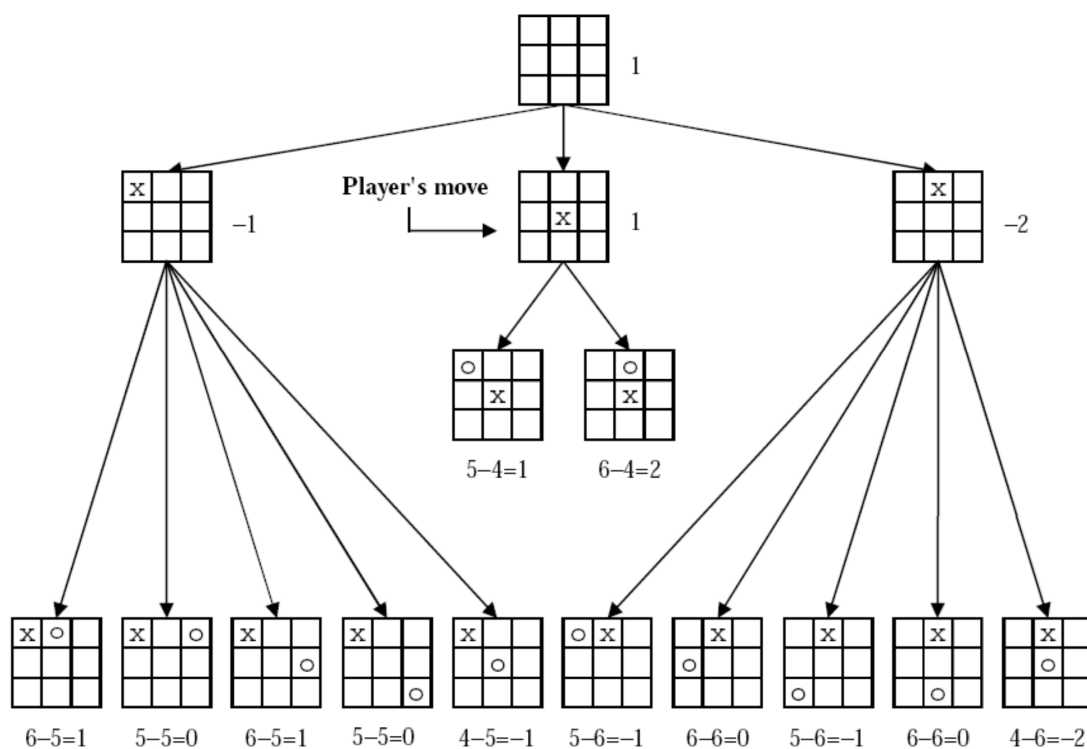 1
x
Player's move
x
x
−1
1
−2
o
o
x
x
5−4=1
6−4=2
x o
x o
x
x
x
o x
x
x
x
x
o
o
o
o
o
o
o
6−5=1
5−5=0
6−5=1
5−5=0
4−5=−1
5−6=−1
6−6=0
5−6=−1
6−6=0
4−6=−2